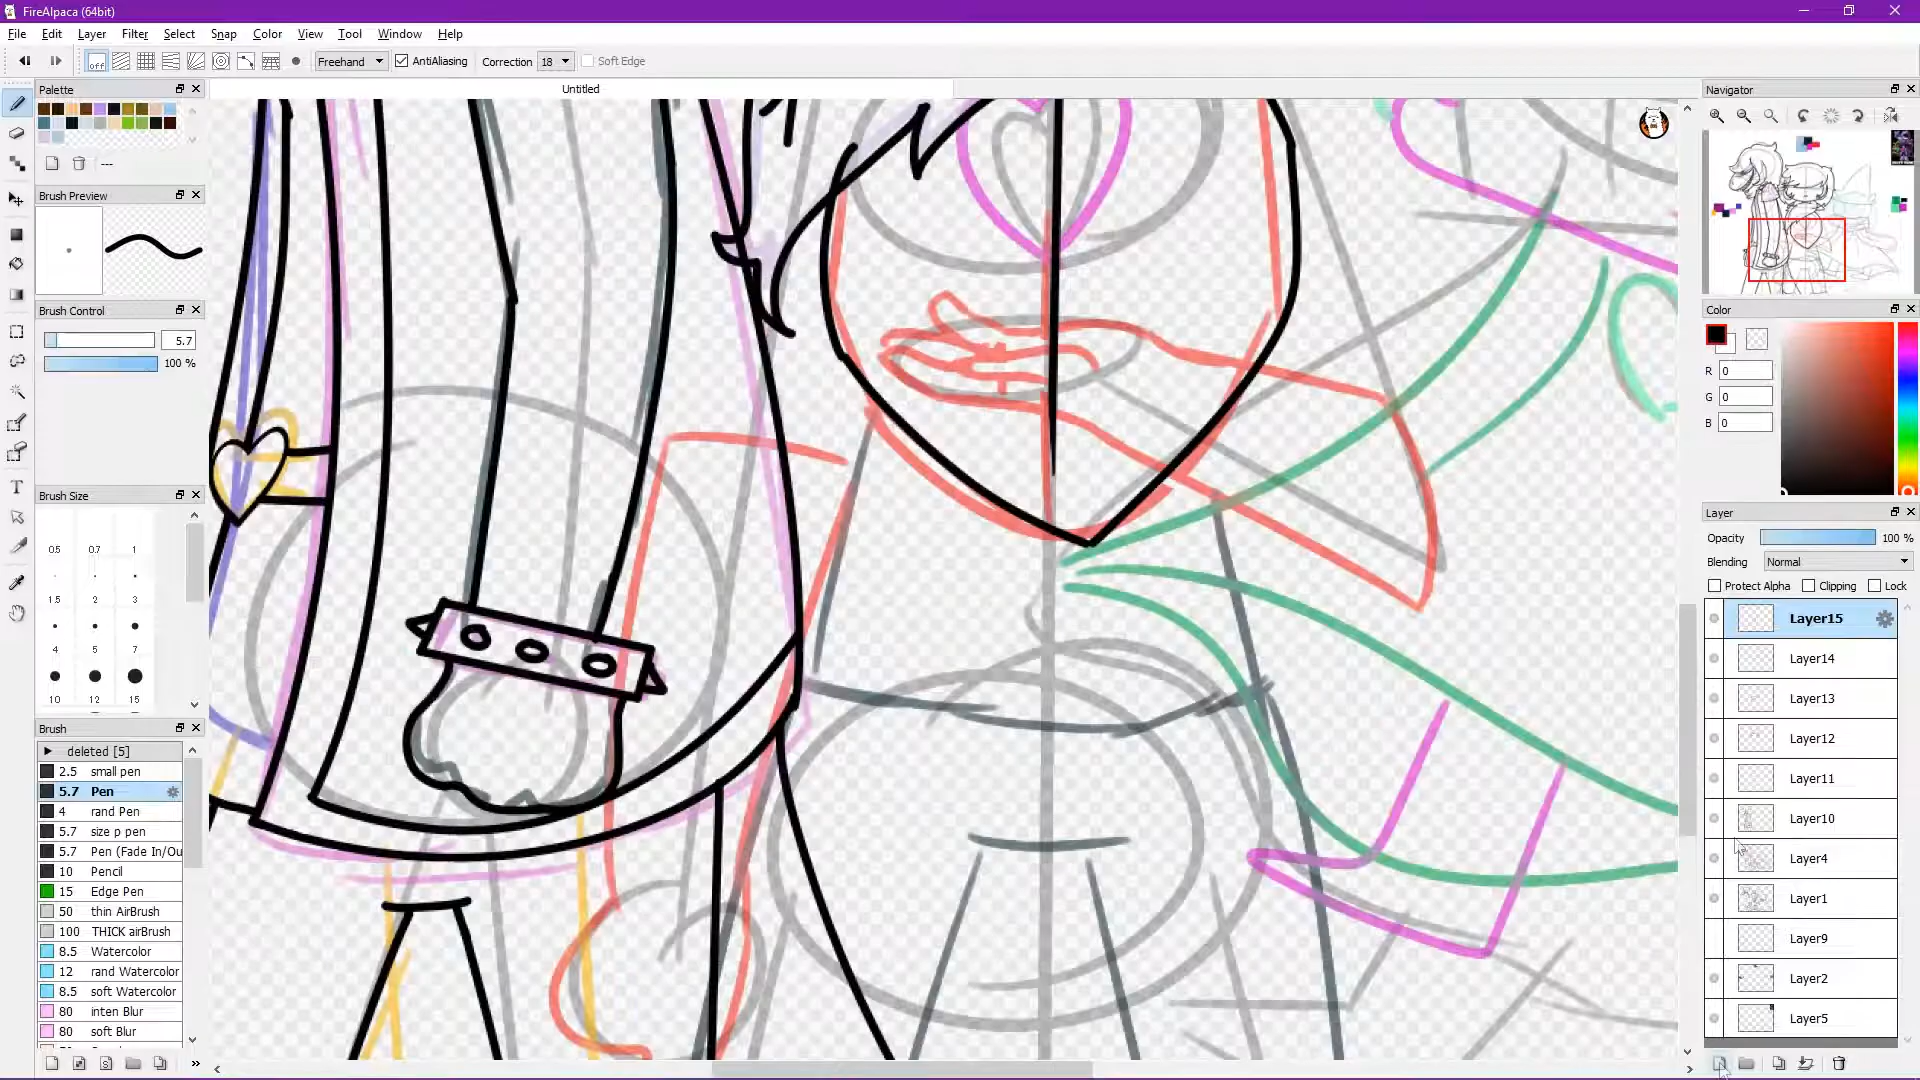 FireAlpaca (64bit)
File Edit Layer Filter Select Snap Color View Tool Window Help
off Freehand AntiAliasing Correction 18 Soft Edge
Palette
Untitled
Navigator
---
Brush Preview
Brush Control
5.7
100 %
Color
R 0
G 0
B 0
Brush Size
0.5 0.7 1
1.5 2 3
4 5 7
10 12 15
Layer
Opacity 100 %
Blending Normal
Protect Alpha Clipping Lock
Layer15
Layer14
Layer13
Layer12
Layer11
Layer10
Layer4
Layer1
Layer9
Layer2
Layer5
Brush
deleted [5]
2.5 small pen
5.7 Pen
4 rand Pen
5.7 size p pen
5.7 Pen (Fade In/Ou
10 Pencil
15 Edge Pen
50 thin AirBrush
100 THICK airBrush
8.5 Watercolor
12 rand Watercolor
8.5 soft Watercolor
80 inten Blur
80 soft Blur
T